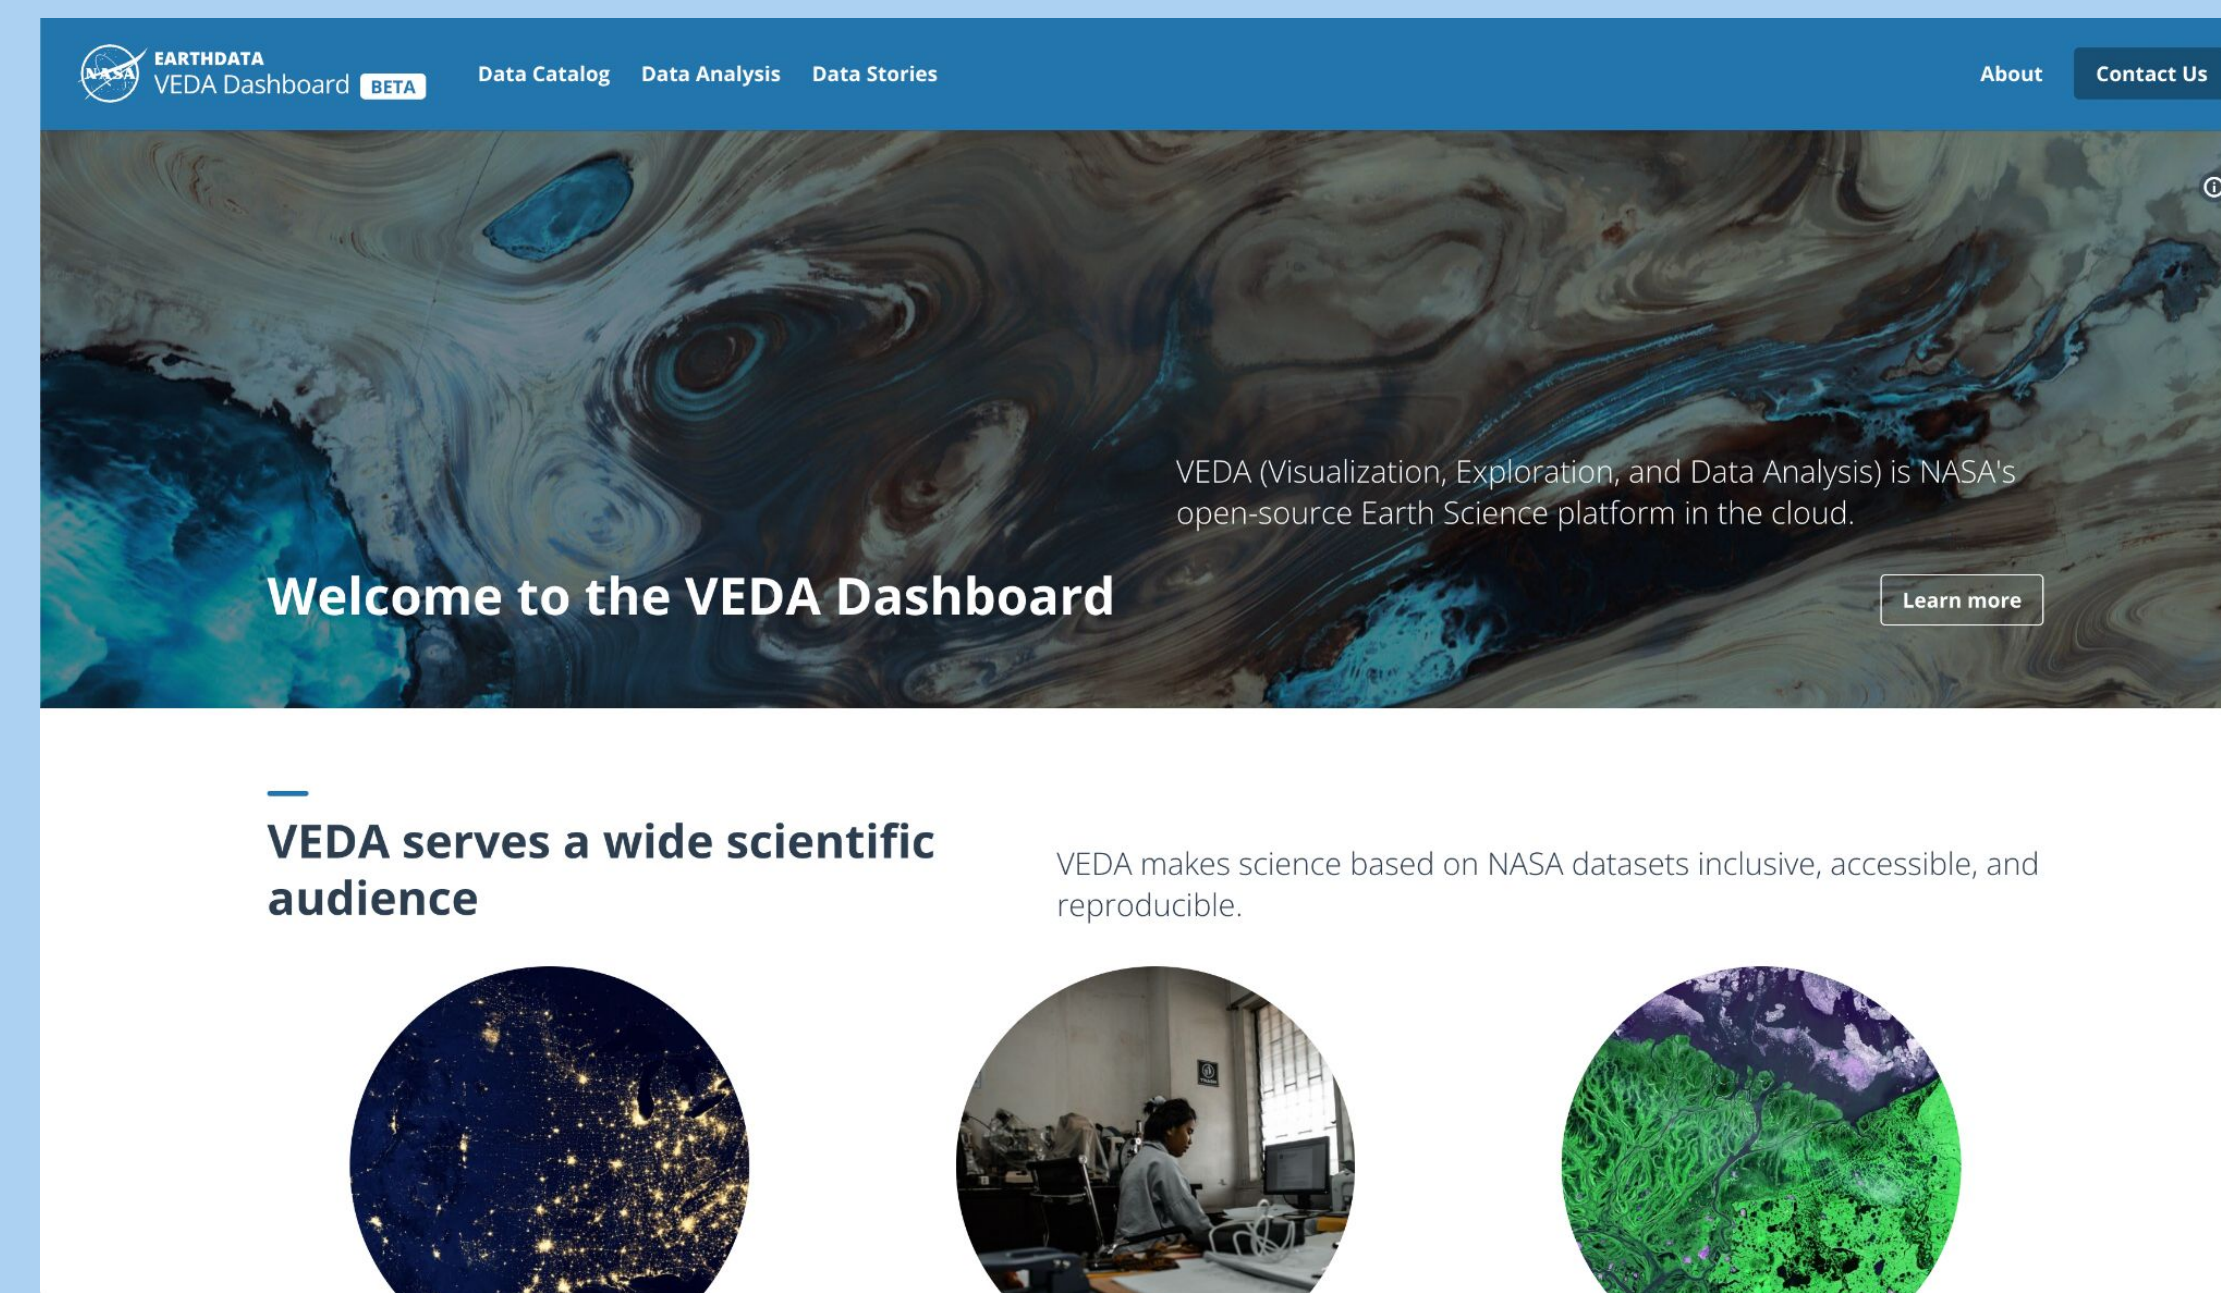 NASA
EARTHDATA
VEDA Dashboard BETA
Data Catalog Data Analysis Data Stories
About Contact Us
VEDA (Visualization, Exploration, and Data Analysis) is NASA's
open-source Earth Science platform in the cloud.
Welcome to the VEDA Dashboard
Learn more
VEDA serves a wide scientific
audience
VEDA makes science based on NASA datasets inclusive, accessible, and
reproducible.